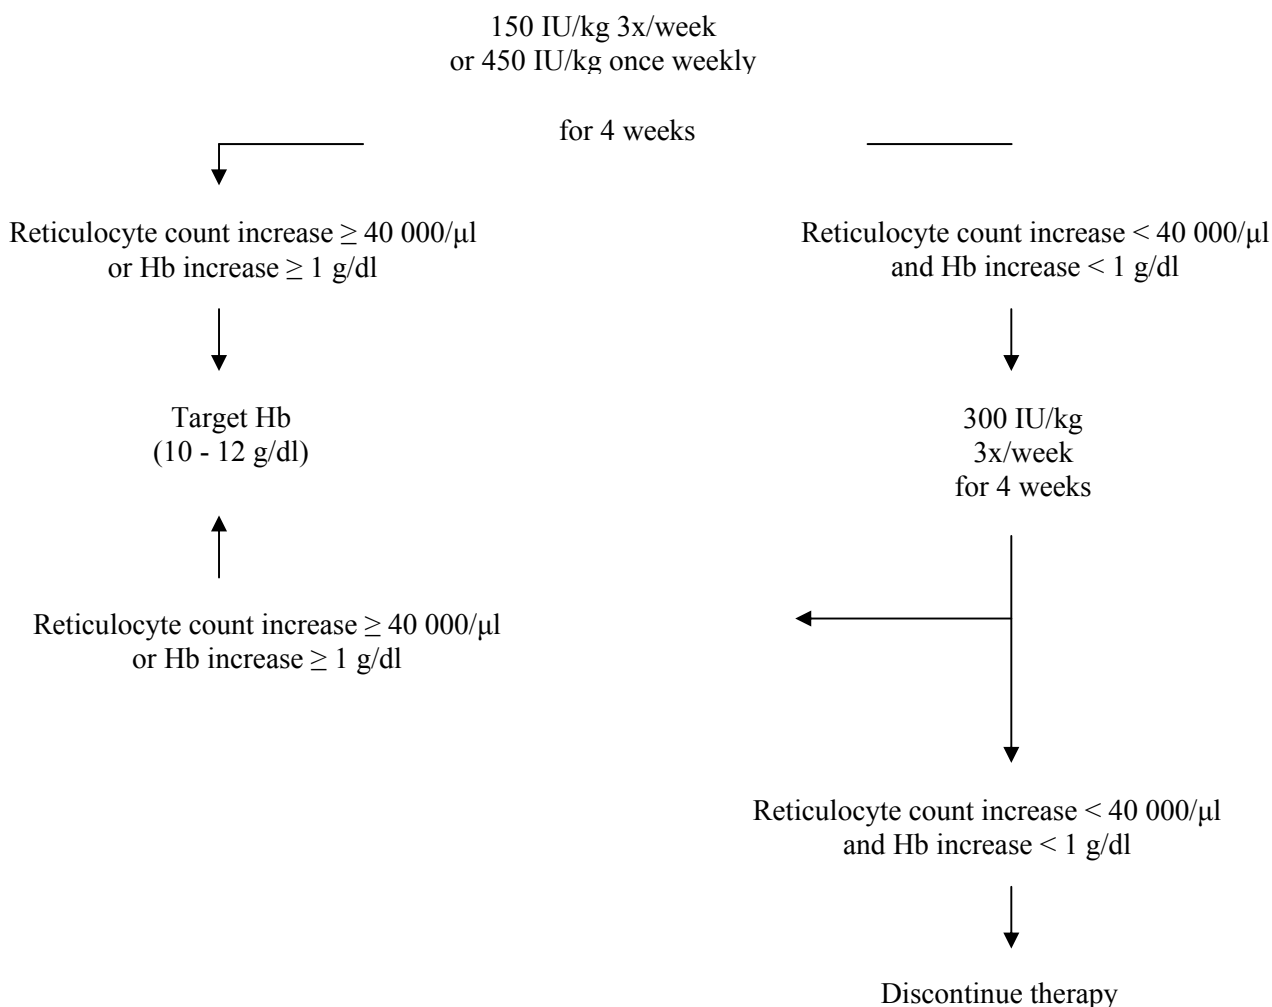 150 IU/kg 3x/week
or 450 IU/kg once weekly
for 4 weeks
Reticulocyte count increase ≥ 40 000/μl
or Hb increase ≥ 1 g/dl
Reticulocyte count increase < 40 000/μl
and Hb increase < 1 g/dl
Target Hb
(10 - 12 g/dl)
300 IU/kg
3x/week
for 4 weeks
Reticulocyte count increase ≥ 40 000/μl
or Hb increase ≥ 1 g/dl
Reticulocyte count increase < 40 000/μl
and Hb increase < 1 g/dl
Discontinue therapy